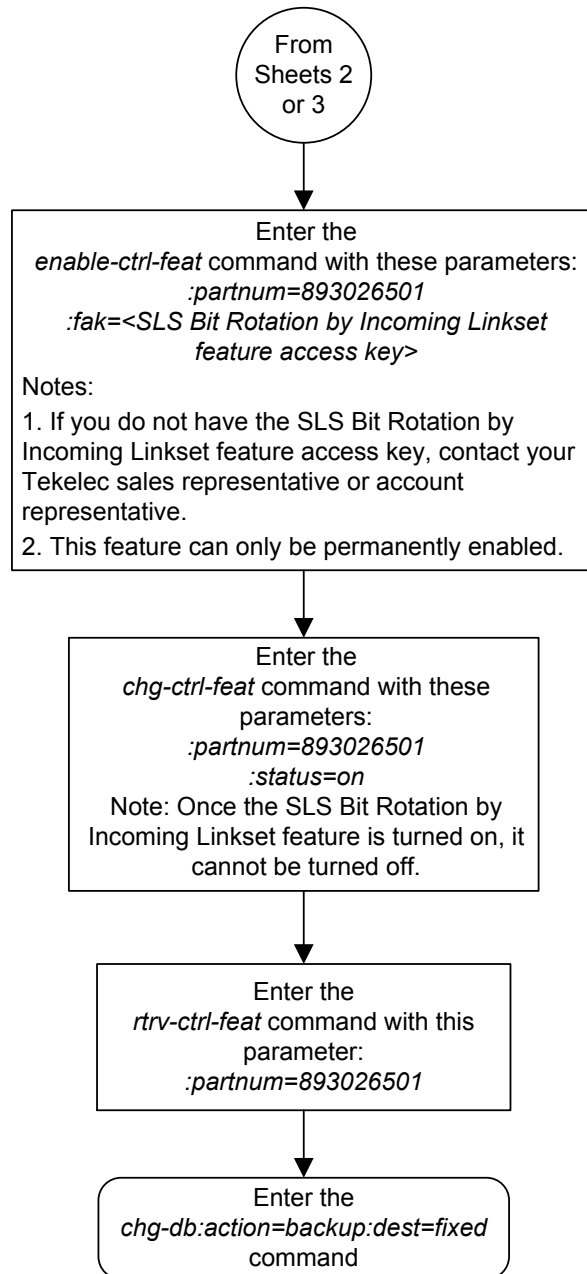 From
Sheets 2
or 3
Enter the
enable-ctrl-feat command with these parameters:
:partnum=893026501
:fak=<SLS Bit Rotation by Incoming Linkset
feature access key>
Notes:
1. If you do not have the SLS Bit Rotation by
Incoming Linkset feature access key, contact your
Tekelec sales representative or account
representative.
2. This feature can only be permanently enabled.
Enter the
chg-ctrl-feat command with these
parameters:
:partnum=893026501
:status=on
Note: Once the SLS Bit Rotation by
Incoming Linkset feature is turned on, it
cannot be turned off.
Enter the
rtrv-ctrl-feat command with this
parameter:
:partnum=893026501
Enter the
chg-db:action=backup:dest=fixed
command